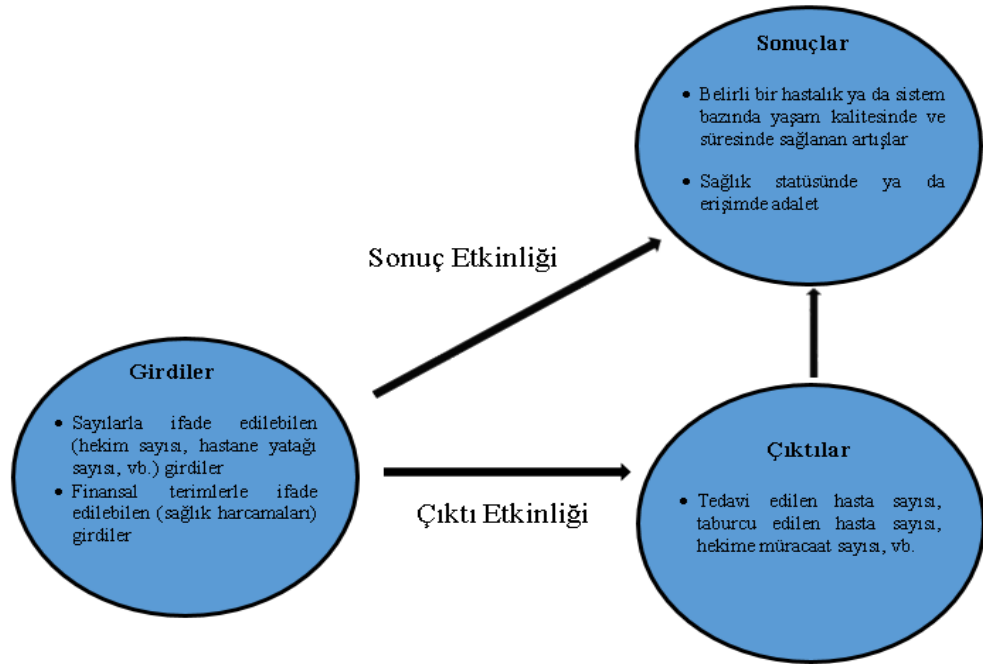 Sonuçlar
• Belirli bir hastalık ya da sistem
bazında yaşam kalitesinde ve
süresinde sağlanan artışlar
• Sağlık statüsünde ya da
erişimde adalet
Sonuç Etkinliği
Girdiler
• Sayılarla ifade edilebilen
(hekim sayısı, hastane yatağı
sayısı, vb.) girdiler
• Finansal terimlerle ifade
edilebilen (sağlık harcamaları)
girdiler
Çıktı Etkinliği
Çıktılar
• Tedavi edilen hasta sayısı,
taburcu edilen hasta sayısı,
hekime müracaat sayısı, vb.